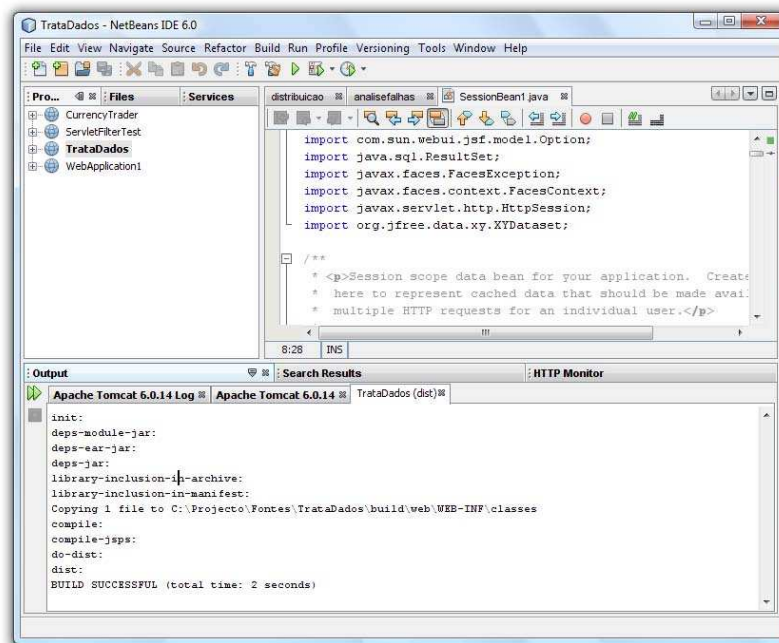 TrataDados - NetBeans IDE 6.0
File Edit View Navigate Source Refactor Build Run Profile Versioning Tools Window Help
Pro... Files Services
CurrencyTrader
ServletFilterTest
TrataDados
WebApplication1
distribuicao analisefalhas SessionBean1.java
import com.sun.webui.jsf.model.Option;
import java.sql.ResultSet;
import javax.faces.FacesException;
import javax.faces.context.FacesContext;
import javax.servlet.http.HttpSession;
import org.jfree.data.xy.XYDataset;
/**
* <p>Session scope data bean for your application. Create
* here to represent cached data that should be made avai
* multiple HTTP requests for an individual user.</p>
8:28 INS
Output Search Results HTTP Monitor
Apache Tomcat 6.0.14 Log Apache Tomcat 6.0.14 TrataDados (dist)
init:
deps-module-jar:
deps-ear-jar:
deps-jar:
library-inclusion-in-archive:
library-inclusion-in-manifest:
Copying 1 file to C:\Projecto\Fontes\TrataDados\build\web\WEB-INF\classes
compile:
compile-jsps:
do-dist:
dist:
BUILD SUCCESSFUL (total time: 2 seconds)